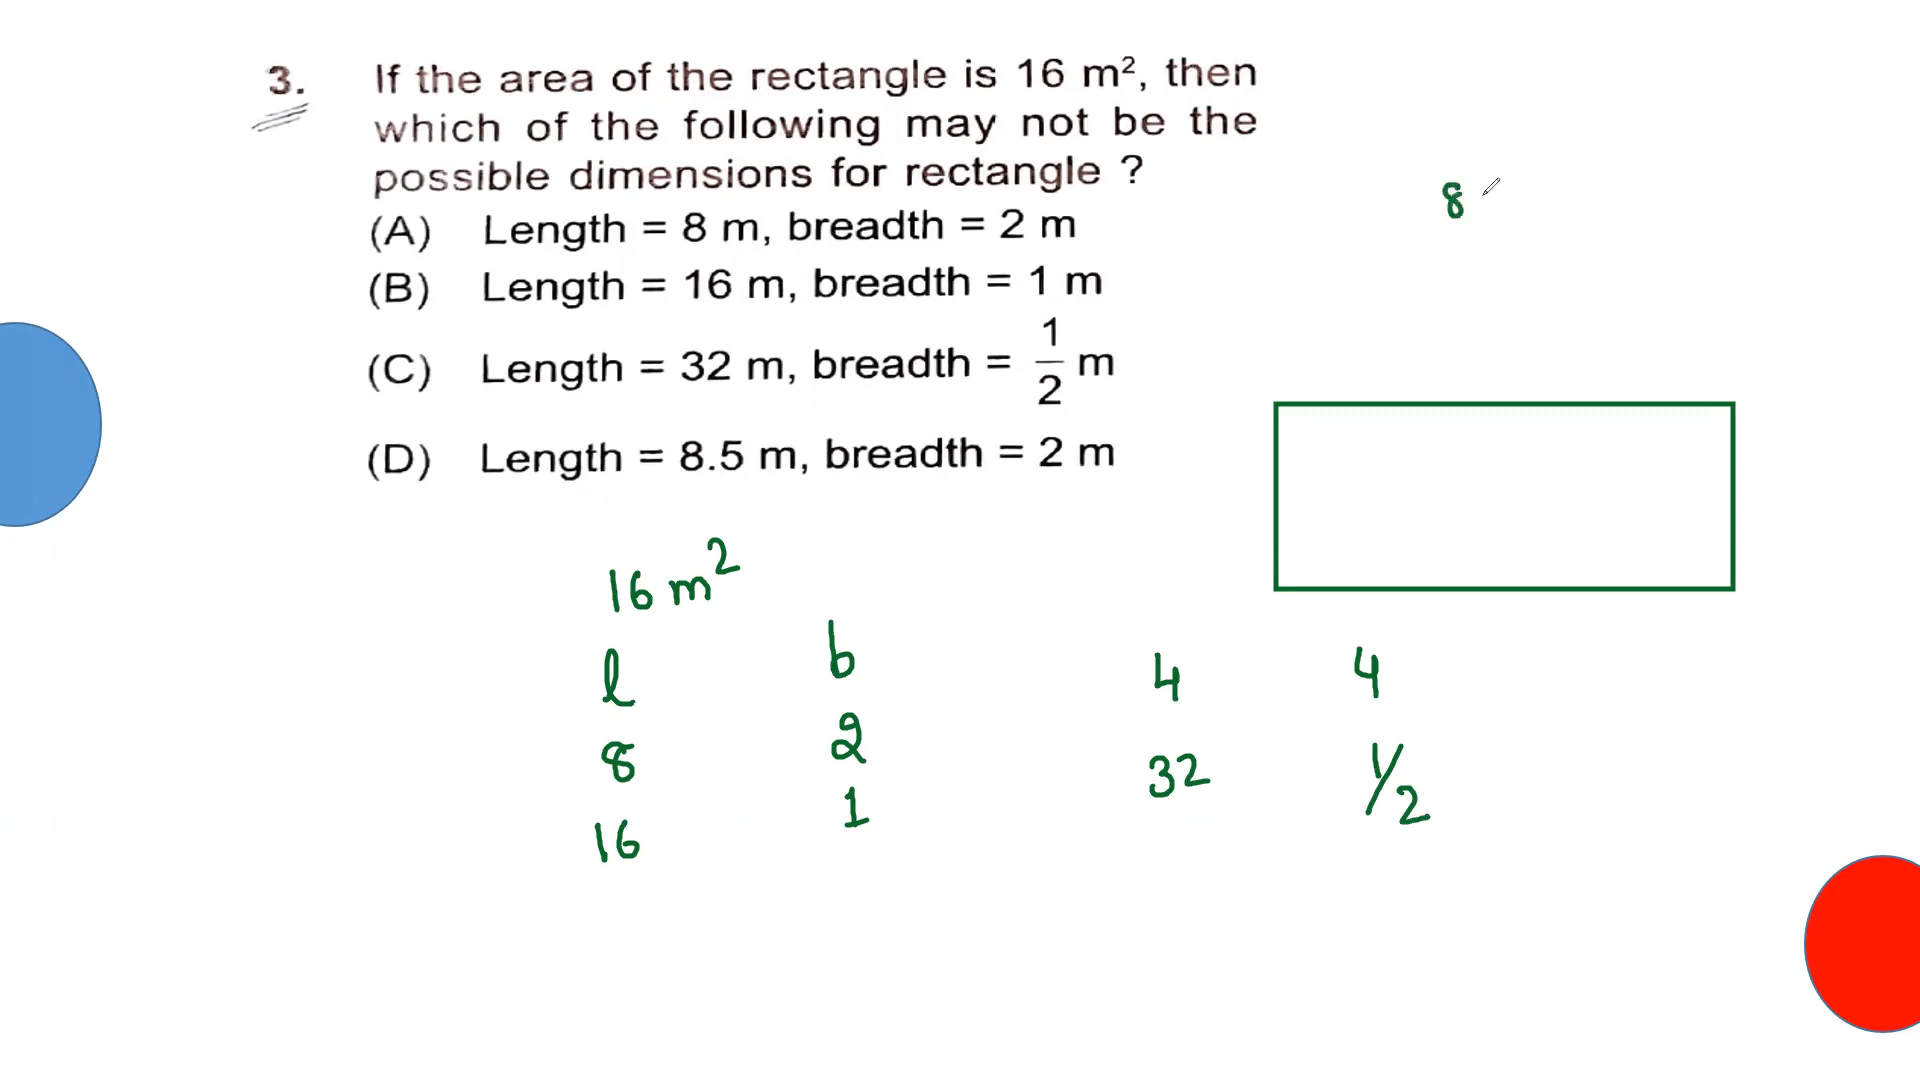 3. If the area of the rectangle is 16 m², then
which of the following may not be the
possible dimensions for rectangle ?
(A) Length = 8 m, breadth = 2 m
(B) Length = 16 m, breadth = 1 m
(C) Length = 32 m, breadth = 1/2 m
(D) Length = 8.5 m, breadth = 2 m
8
16 m²
l b
8 2
16 1
4 4
32 1/2